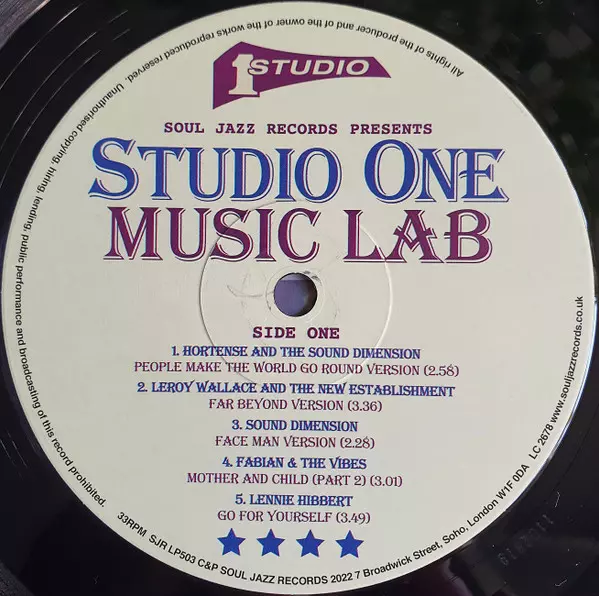 All rights of the producer and of the owner of the works reproduced reserved. Unauthorised copying, hiring, lending, public performance and broadcasting of this record prohibited.
1 STUDIO
SOUL JAZZ RECORDS PRESENTS
STUDIO ONE
MUSIC LAB
SIDE ONE
1. HORTENSE AND THE SOUND DIMENSION
PEOPLE MAKE THE WORLD GO ROUND VERSION (2.58)
2. LEROY WALLACE AND THE NEW ESTABLISHMENT
FAR BEYOND VERSION (3.36)
3. SOUND DIMENSION
FACE MAN VERSION (2.28)
4. FABIAN & THE VIBES
MOTHER AND CHILD (PART 2) (3.01)
5. LENNIE HIBBERT
GO FOR YOURSELF (3.49)
33RPM SJR LP503 C&P SOUL JAZZ RECORDS 2022 7 Broadwick Street, Soho, London W1F 0DA LC 2678 www.souljazzrecords.co.uk